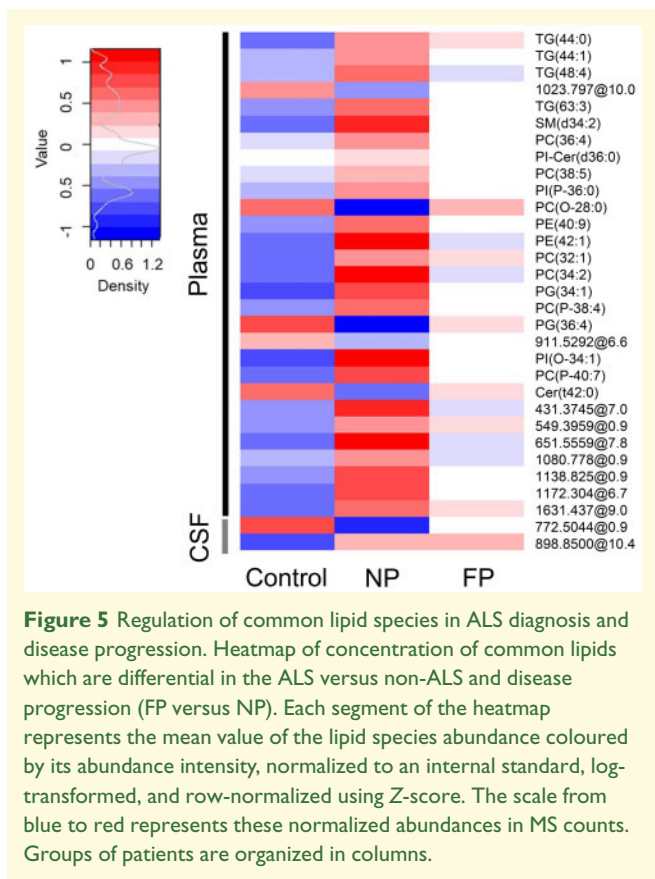 1
0.5
0
0.5
-1
Value
0 0.6 1.2
Density
Plasma
CSF
TG(44:0)
TG(44:1)
TG(48:4)
1023.797@10.0
TG(63:3)
SM(d34:2)
PC(36:4)
PI-Cer(d36:0)
PC(38:5)
PI(P-36:0)
PC(O-28:0)
PE(40:9)
PE(42:1)
PC(32:1)
PC(34:2)
PG(34:1)
PC(P-38:4)
PG(36:4)
911.5292@6.6
PI(O-34:1)
PC(P-40:7)
Cer(t42:0)
431.3745@7.0
549.3959@0.9
651.5559@7.8
1080.778@0.9
1138.825@0.9
1172.304@6.7
1631.437@9.0
772.5044@0.9
898.8500@10.4
Control NP FP
Figure 5 Regulation of common lipid species in ALS diagnosis and
disease progression. Heatmap of concentration of common lipids
which are differential in the ALS versus non-ALS and disease
progression (FP versus NP). Each segment of the heatmap
represents the mean value of the lipid species abundance coloured
by its abundance intensity, normalized to an internal standard, log-
transformed, and row-normalized using Z-score. The scale from
blue to red represents these normalized abundances in MS counts.
Groups of patients are organized in columns.